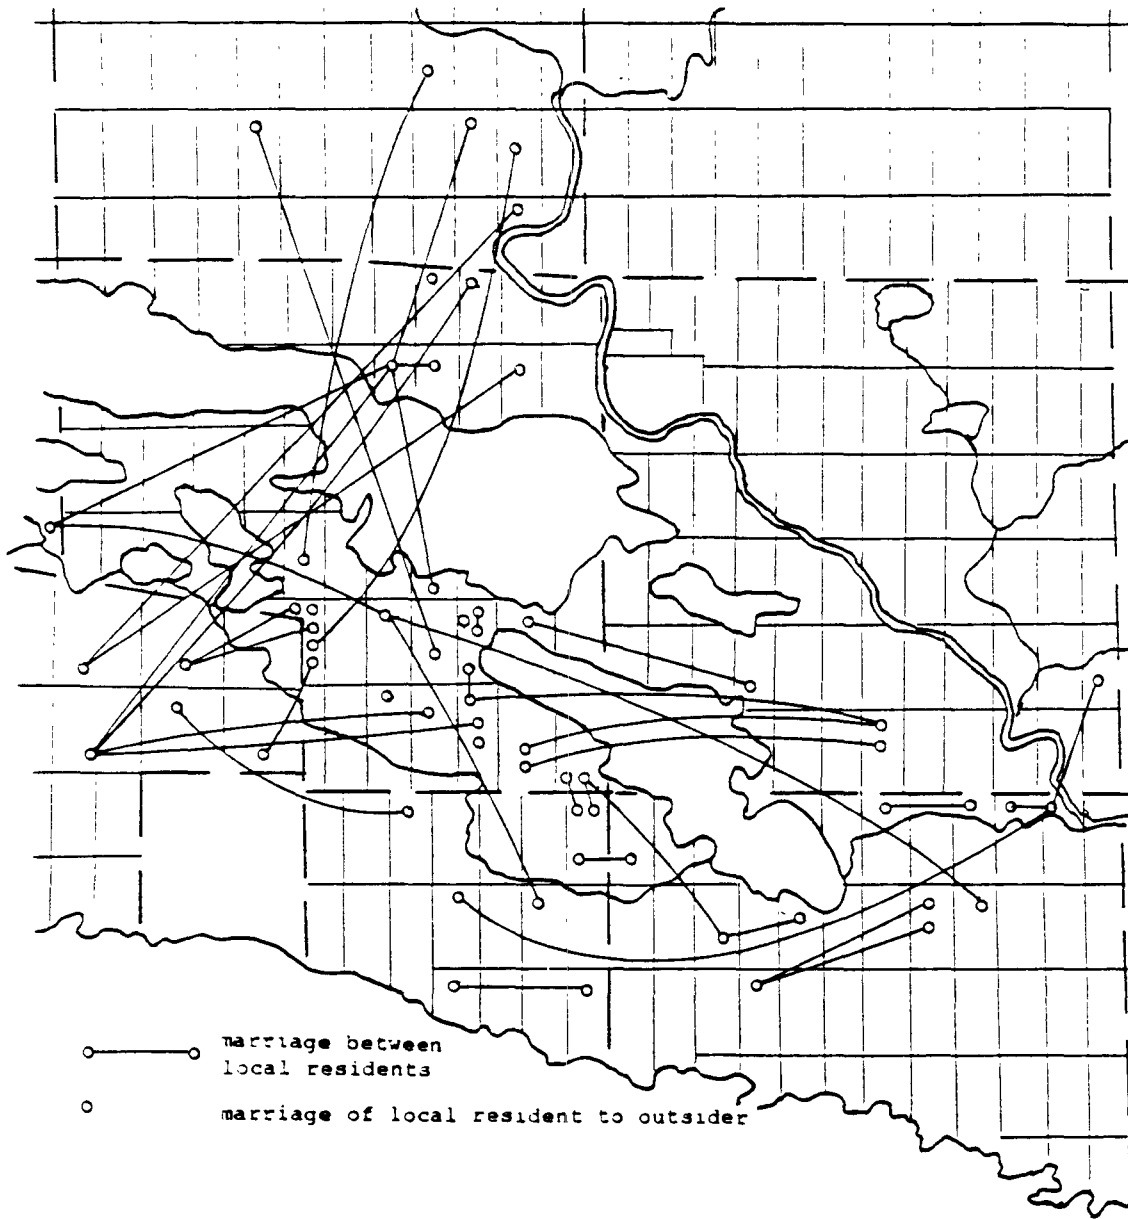 marriage between
local residents
marriage of local resident to outsider